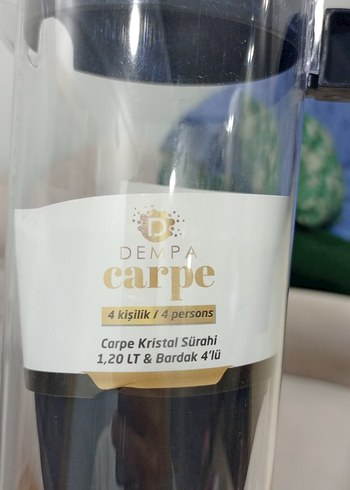 D
DEMPA
carpe
4 kişilik / 4 persons
Carpe Kristal Sürahi
1,20 LT & Bardak 4'lü